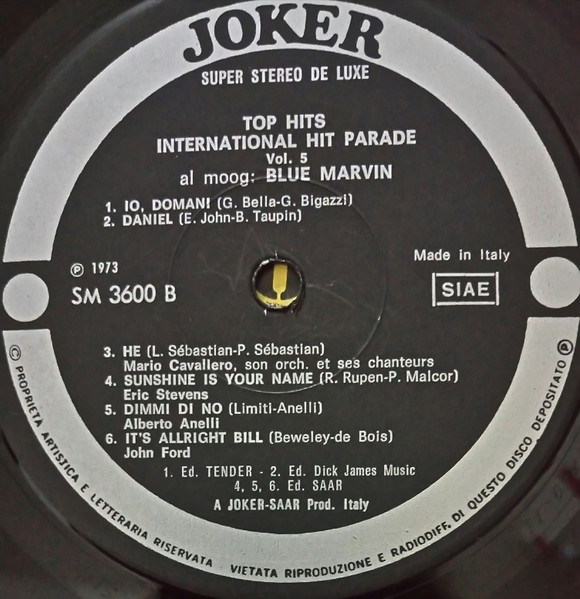 JOKER
SUPER STEREO DE LUXE
TOP HITS
INTERNATIONAL HIT PARADE
Vol. 5
al moog: BLUE MARVIN
1. IO, DOMANI (G. Bella-G. Bigazzi)
2. DANIEL (E. John-B. Taupin)
Ⓟ 1973
SM 3600 B
Made in Italy
SIAE
3. HE (L. Sébastian-P. Sébastian)
Mario Cavallero, son orch. et ses chanteurs
4. SUNSHINE IS YOUR NAME (R. Rupen-P. Malcor)
Eric Stevens
5. DIMMI DI NO (Limiti-Anelli)
Alberto Anelli
6. IT'S ALLRIGHT BILL (Beweley-de Bois)
John Ford
1. Ed. TENDER - 2. Ed. Dick James Music
4, 5, 6. Ed. SAAR
A JOKER-SAAR Prod. Italy
© PROPRIETA ARTISTICA E LETTERARIA RISERVATA VIETATA RIPRODUZIONE E RADIODIFF. DI QUESTO DISCO DEPOSITATO Ⓟ